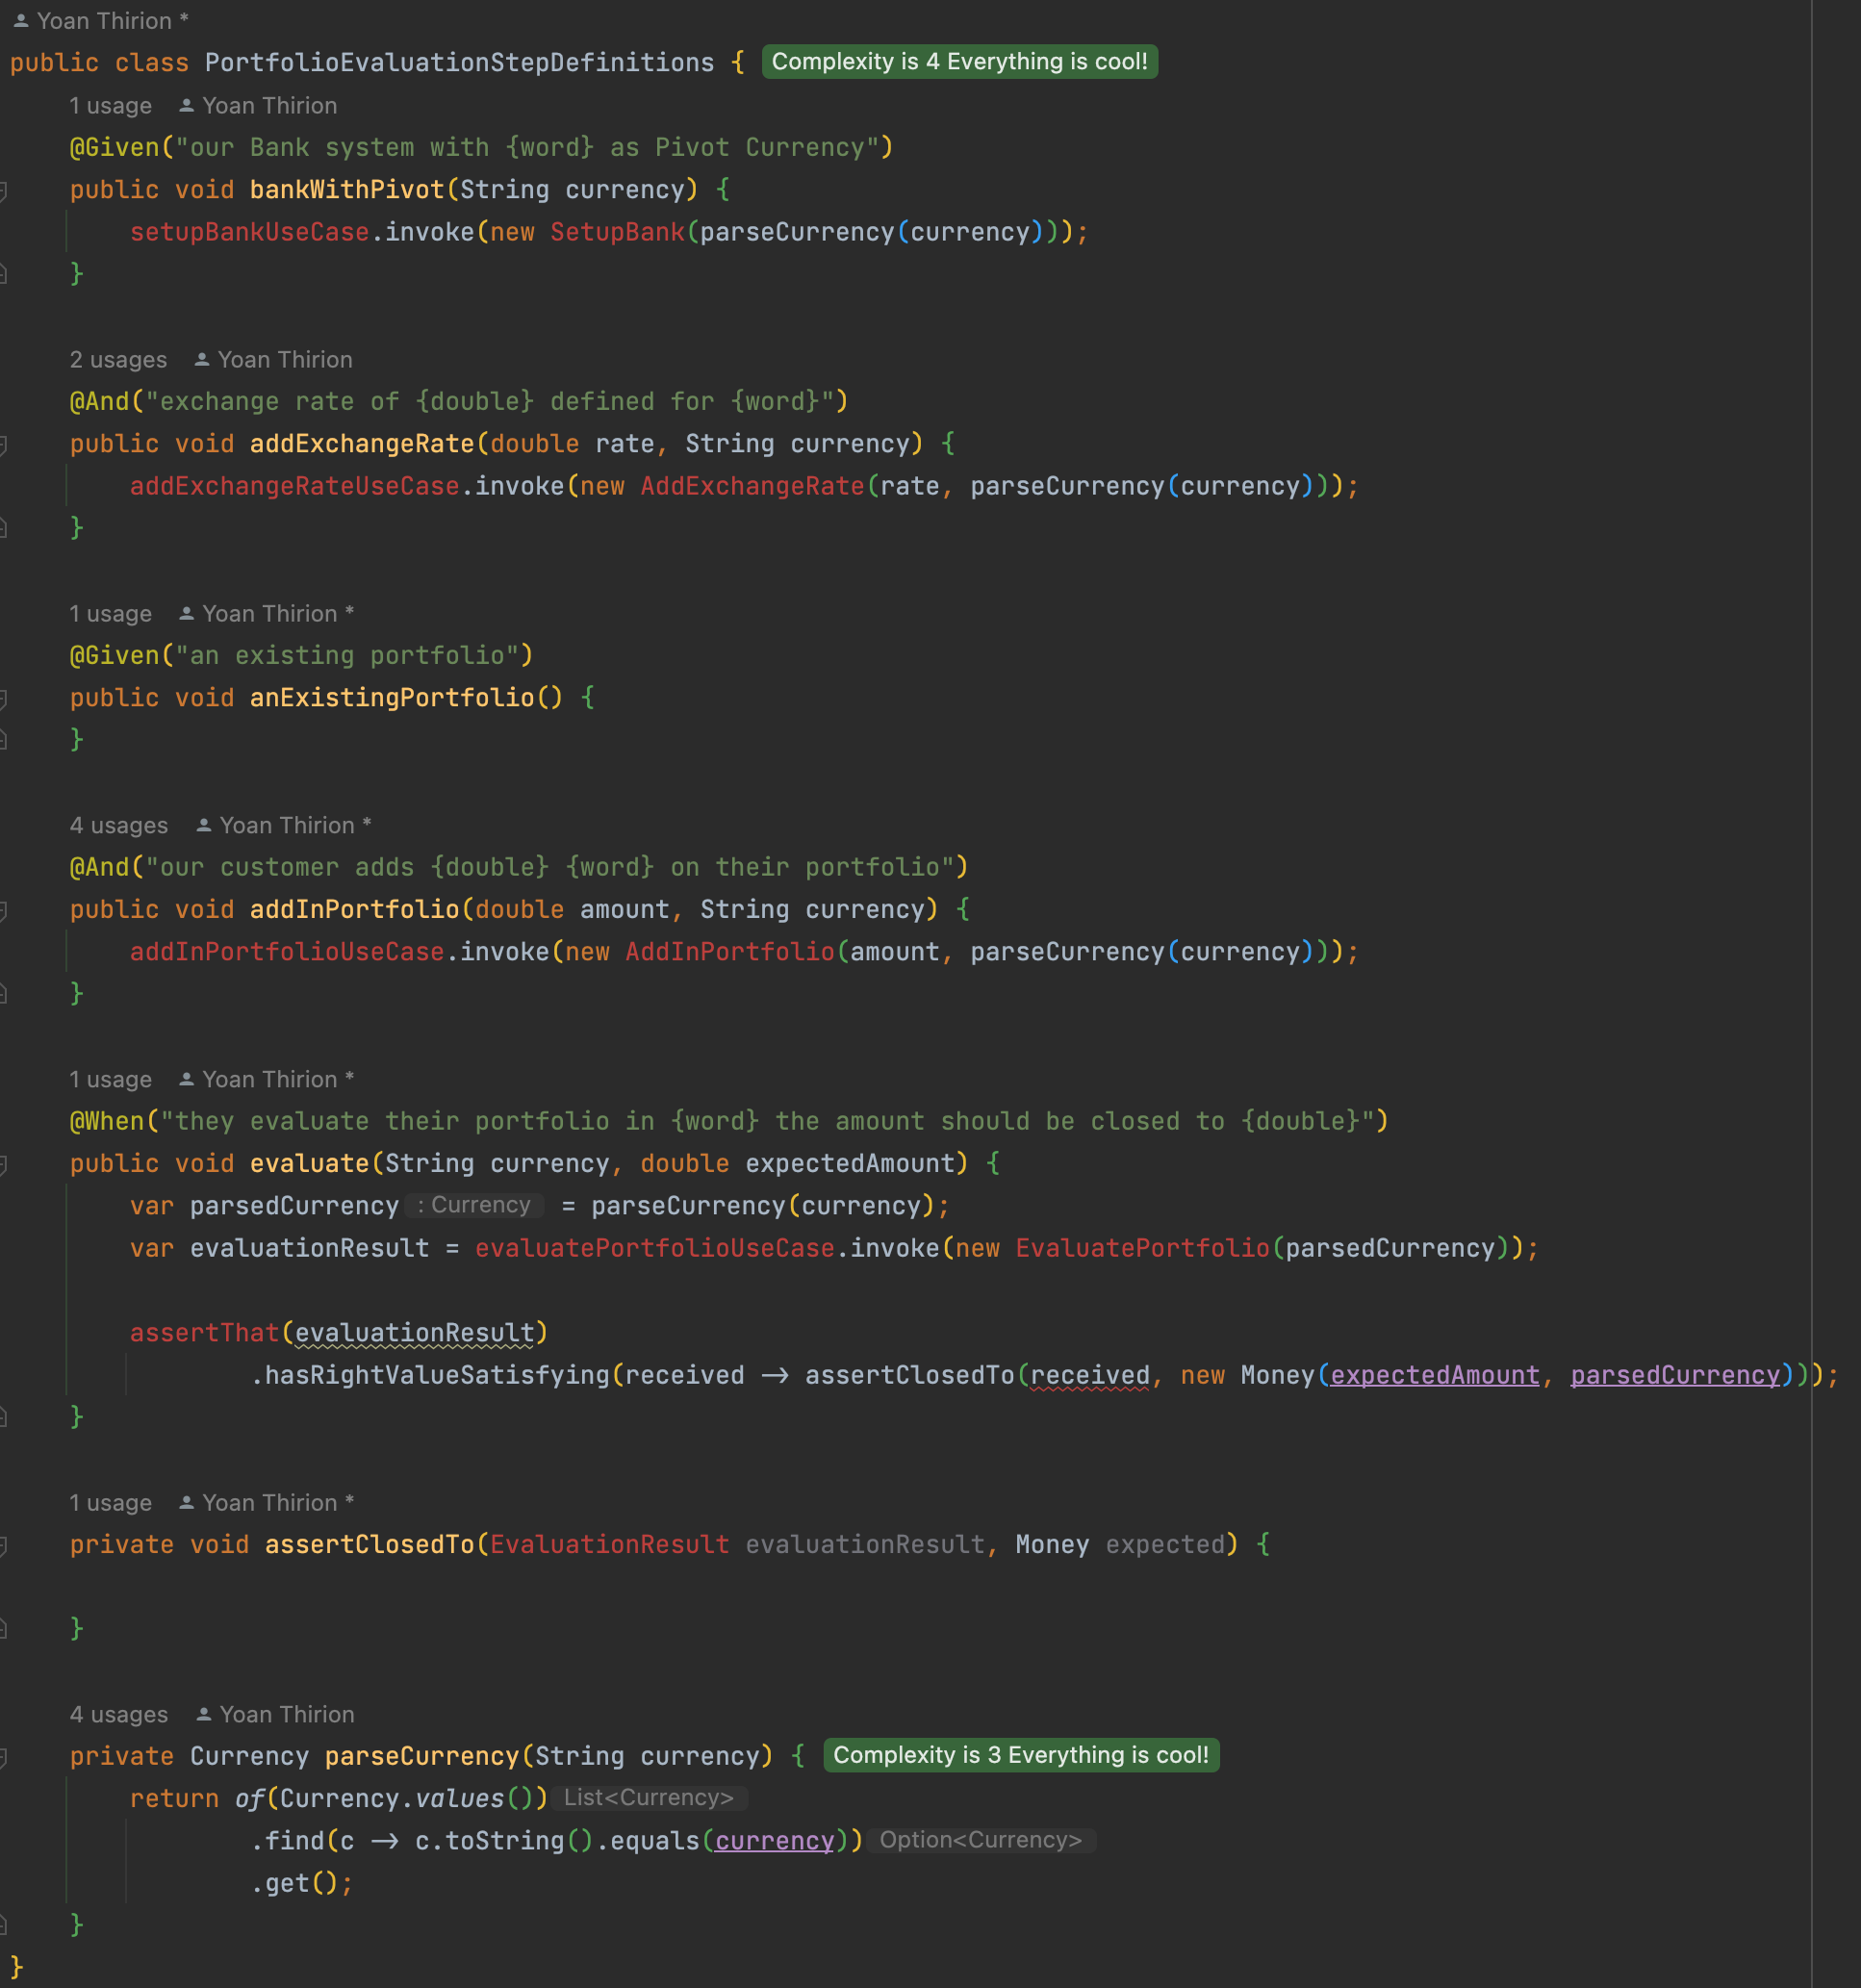 Yoan Thirion *
public class PortfolioEvaluationStepDefinitions { Complexity is 4 Everything is cool!
1 usage Yoan Thirion
@Given("our Bank system with {word} as Pivot Currency")
public void bankWithPivot(String currency) {
setupBankUseCase.invoke(new SetupBank(parseCurrency(currency)));
}
2 usages Yoan Thirion
@And("exchange rate of {double} defined for {word}")
public void addExchangeRate(double rate, String currency) {
addExchangeRateUseCase.invoke(new AddExchangeRate(rate, parseCurrency(currency)));
}
1 usage Yoan Thirion *
@Given("an existing portfolio")
public void anExistingPortfolio() {
}
4 usages Yoan Thirion *
@And("our customer adds {double} {word} on their portfolio")
public void addInPortfolio(double amount, String currency) {
addInPortfolioUseCase.invoke(new AddInPortfolio(amount, parseCurrency(currency)));
}
1 usage Yoan Thirion *
@When("they evaluate their portfolio in {word} the amount should be closed to {double}")
public void evaluate(String currency, double expectedAmount) {
var parsedCurrency : Currency = parseCurrency(currency);
var evaluationResult = evaluatePortfolioUseCase.invoke(new EvaluatePortfolio(parsedCurrency));
assertThat(evaluationResult)
.hasRightValueSatisfying(received -> assertClosedTo(received, new Money(expectedAmount, parsedCurrency)));
}
1 usage Yoan Thirion *
private void assertClosedTo(EvaluationResult evaluationResult, Money expected) {
}
4 usages Yoan Thirion
private Currency parseCurrency(String currency) { Complexity is 3 Everything is cool!
return of(Currency.values()) List<Currency>
.find(c -> c.toString().equals(currency)) Option<Currency>
.get();
}
}